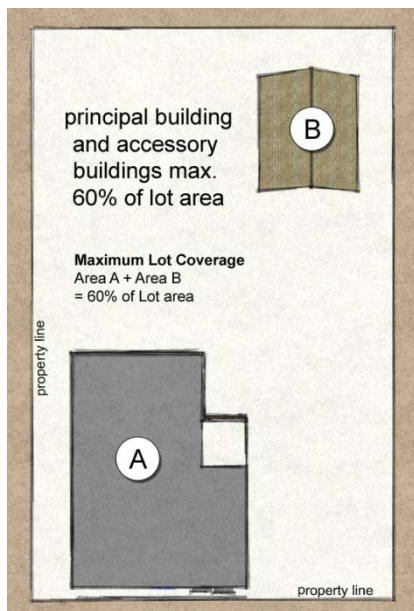 principal building
and accessory
buildings max.
60% of lot area
B
Maximum Lot Coverage
Area A + Area B
= 60% of Lot area
property line
A
property line